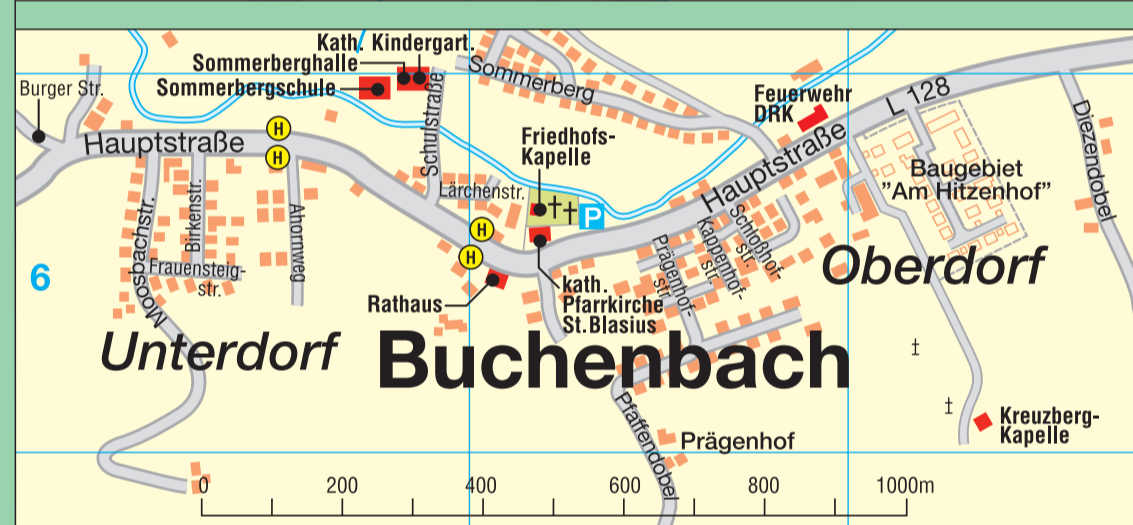 Kath. Kindergart.
Sommerberghalle
Sommerbergschule
Sommerberg
Burger Str.
Hauptstraße
H
H
Schulstraße
Feuerwehr
DRK
L 128
Hauptstraße
Diezendobel
Friedhofs-
Kapelle
Baugebiet
"Am Hitzenhof"
Lärchenstr.
P
H
H
Moosbachstr.
Birkenstr.
Ahornweg
Frauensteig-
str.
Prägenhof-
str.
Kappenhof-
str.
Schloßhof-
str.
6
Rathaus
kath.
Pfarrkirche
St.Blasius
Oberdorf
Unterdorf
Buchenbach
Pfaffendobel
Prägenhof
Kreuzberg-
Kapelle
0 200 400 600 800 1000m